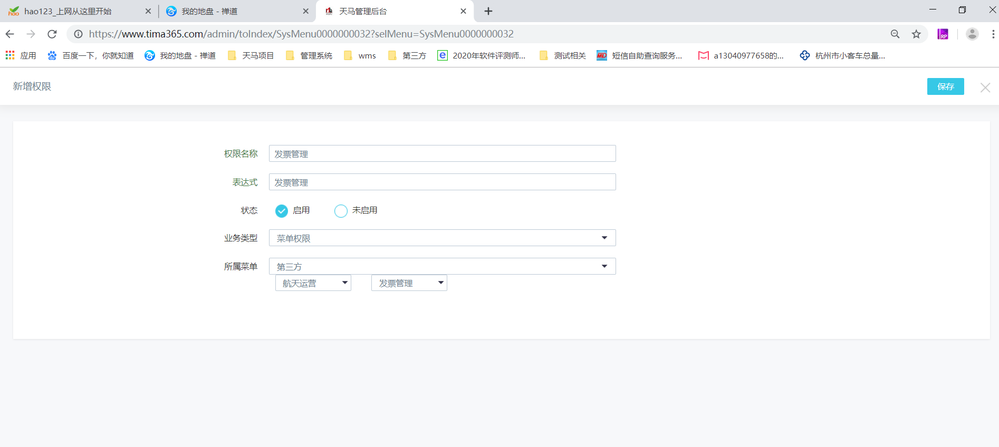 hao123_上网从这里开始
我的地盘 - 禅道
天马管理后台
https://www.tima365.com/admin/toIndex/SysMenu0000000032?selMenu=SysMenu0000000032
应用
百度一下，你就知道
我的地盘 - 禅道
天马项目
管理系统
wms
第三方
2020年软件评测师...
测试相关
短信自助查询服务...
a13040977658的...
杭州市小客车总量...
新增权限
保存
权限名称 发票管理
表达式 发票管理
状态 启用 未启用
业务类型 菜单权限
所属菜单 第三方
航天运营 发票管理